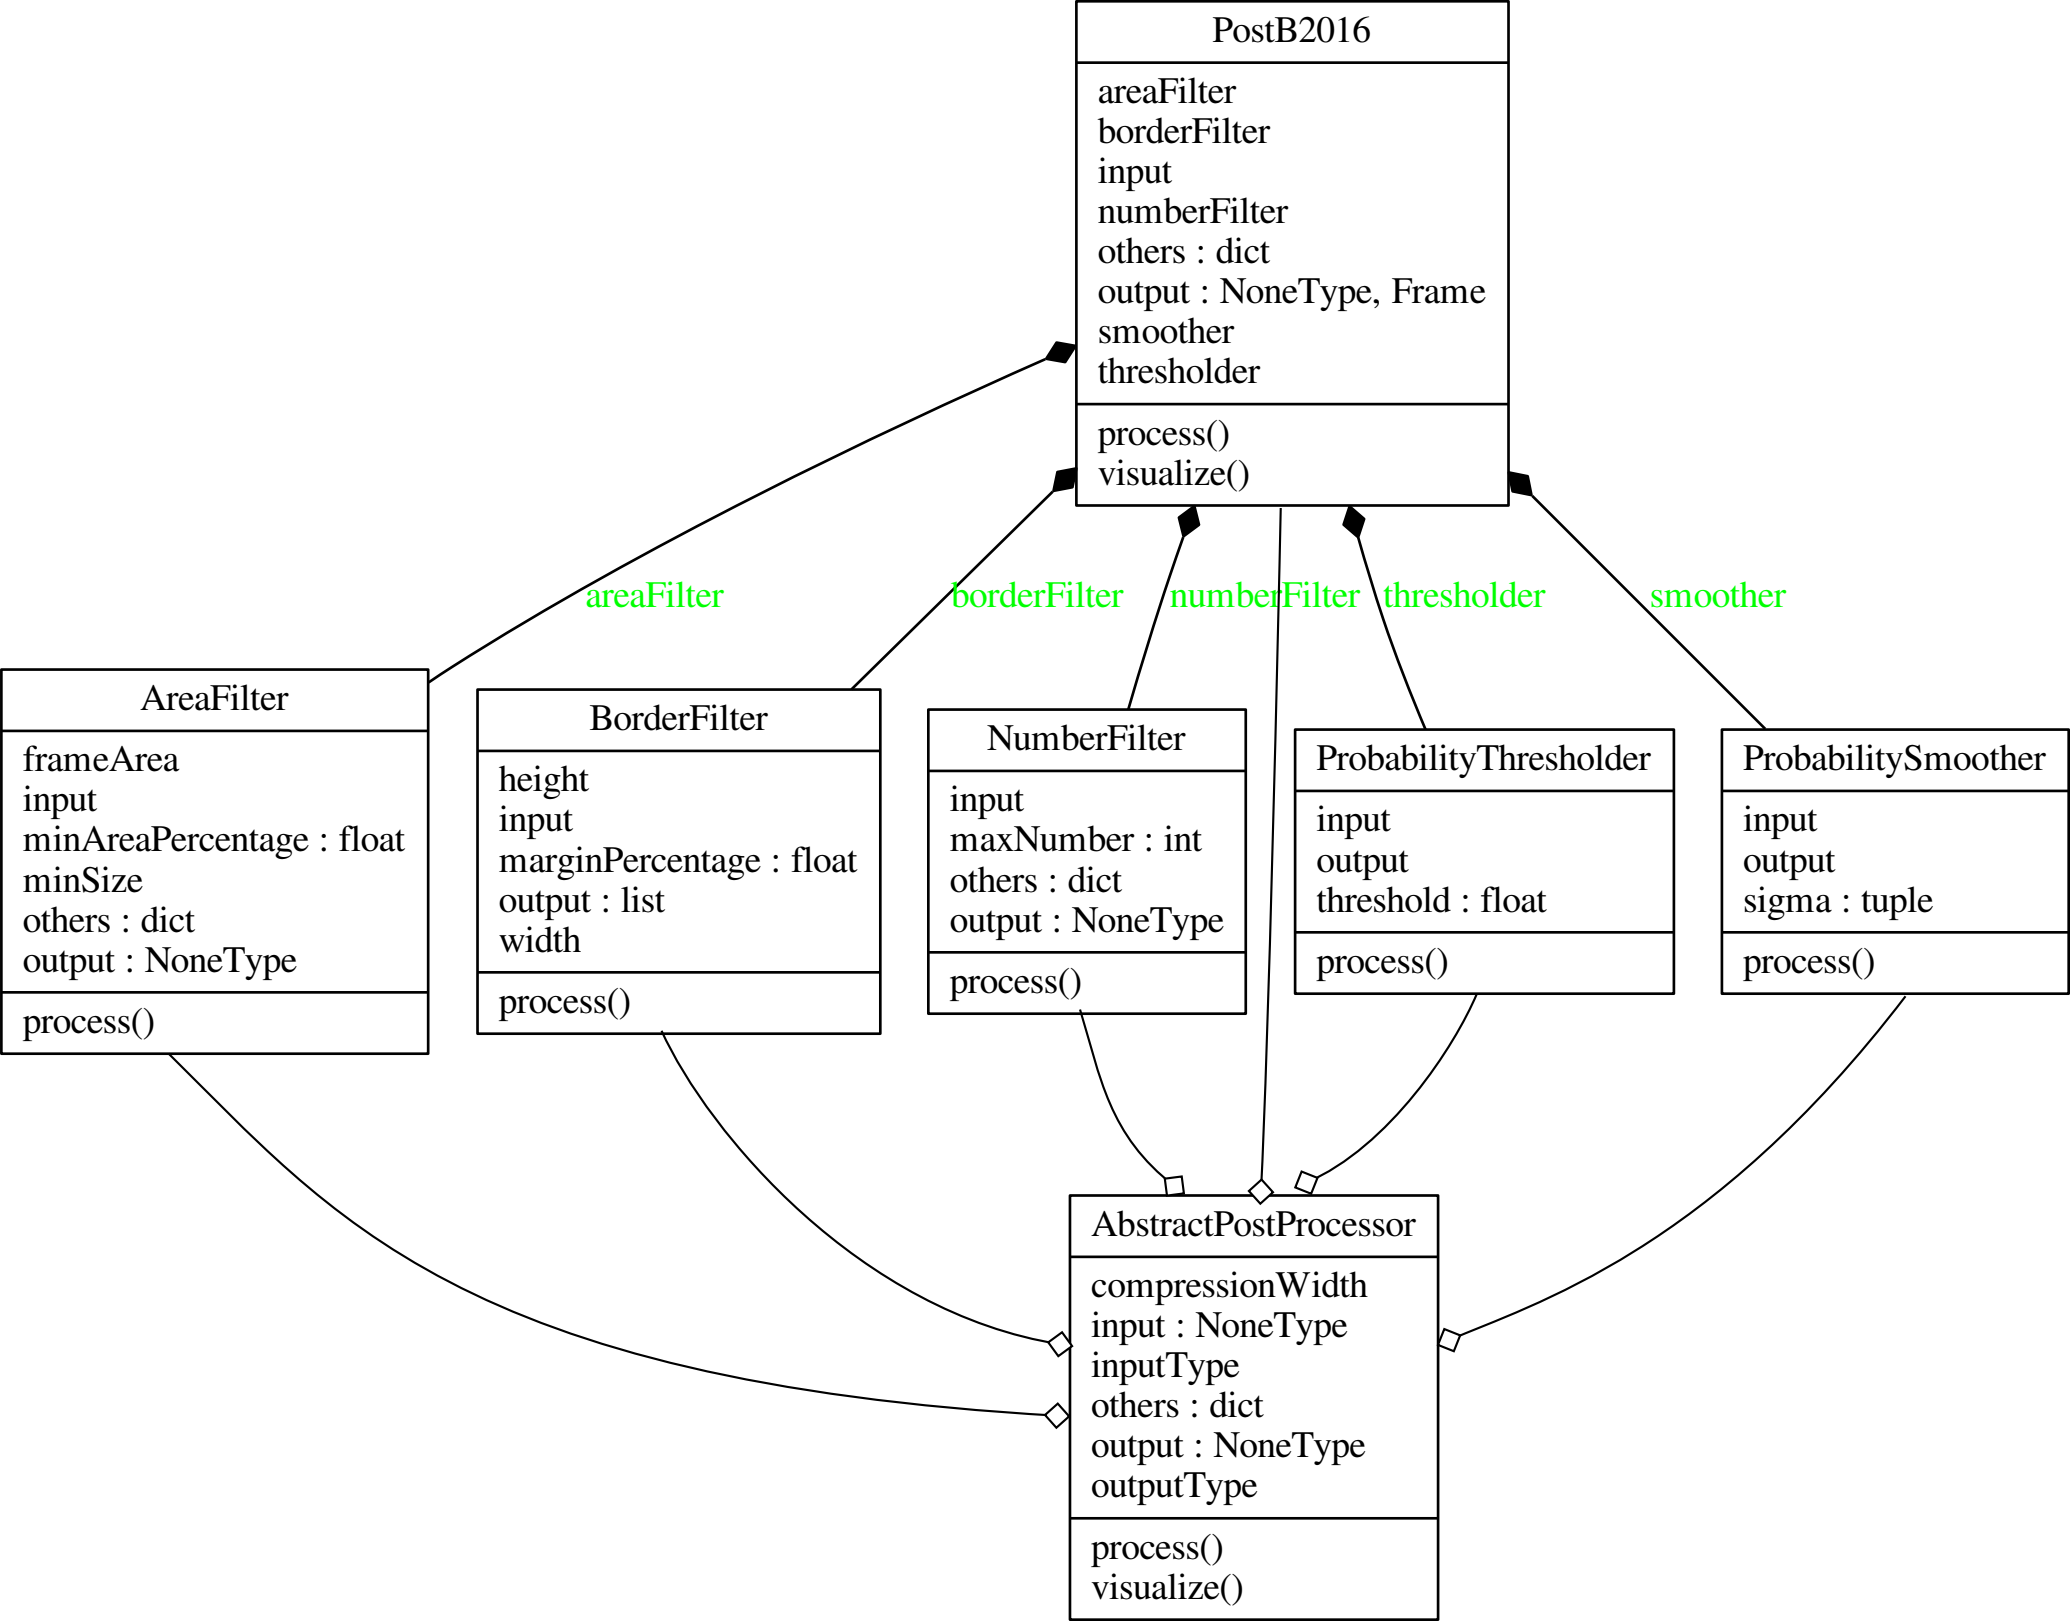 PostB2016
areaFilter
borderFilter
input
numberFilter
others : dict
output : NoneType, Frame
smoother
thresholder
process()
visualize()
areaFilter
borderFilter
numberFilter
thresholder
smoother
AreaFilter
frameArea
input
minAreaPercentage : float
minSize
others : dict
output : NoneType
process()
BorderFilter
height
input
marginPercentage : float
output : list
width
process()
NumberFilter
input
maxNumber : int
others : dict
output : NoneType
process()
ProbabilityThresholder
input
output
threshold : float
process()
ProbabilitySmoother
input
output
sigma : tuple
process()
AbstractPostProcessor
compressionWidth
input : NoneType
inputType
others : dict
output : NoneType
outputType
process()
visualize()